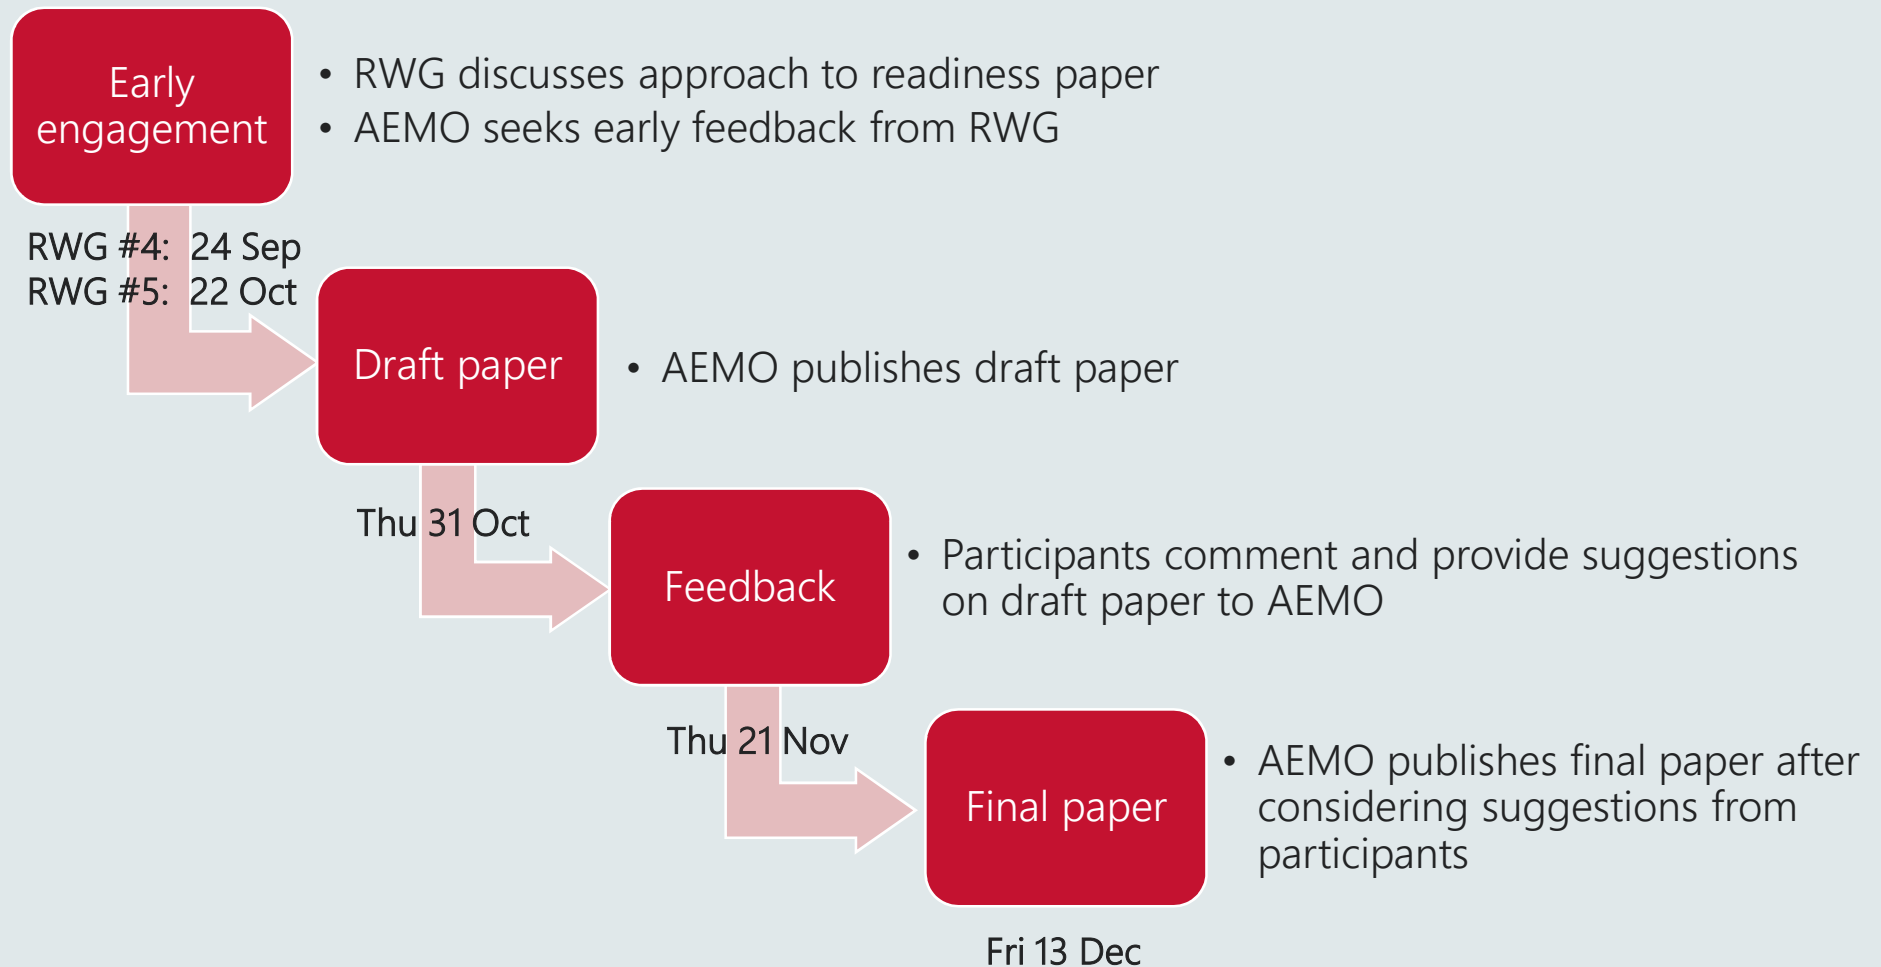 Early
engagement
• RWG discusses approach to readiness paper
• AEMO seeks early feedback from RWG
RWG #4: 24 Sep
RWG #5: 22 Oct
Draft paper
• AEMO publishes draft paper
Thu 31 Oct
Feedback
• Participants comment and provide suggestions
on draft paper to AEMO
Thu 21 Nov
Final paper
• AEMO publishes final paper after
considering suggestions from
participants
Fri 13 Dec